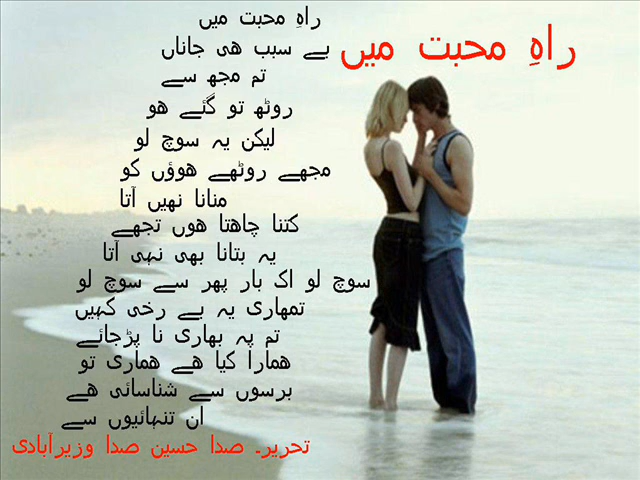 راہِ محبت میں
راہِ محبت میں
بے سبب ھی جاناں
تم مجھ سے
روٹھ تو گئے ھو
لیکن یہ سوچ لو
مجھے روٹھے ھوؤں کو
منانا نھیں آتا
کتنا چاھتا ھوں تجھے
یہ بتانا بھی نہی آتا
سوچ لو اک بار پھر سے سوچ لو
تمھاری یہ بے رخی کہیں
تم پہ بھاری نا پڑجائے
ھمارا کیا ھے ھماری تو
برسوں سے شناسائی ھے
ان تنہائیوں سے
تحریر۔ صدا حسین صدا وزیرآبادی